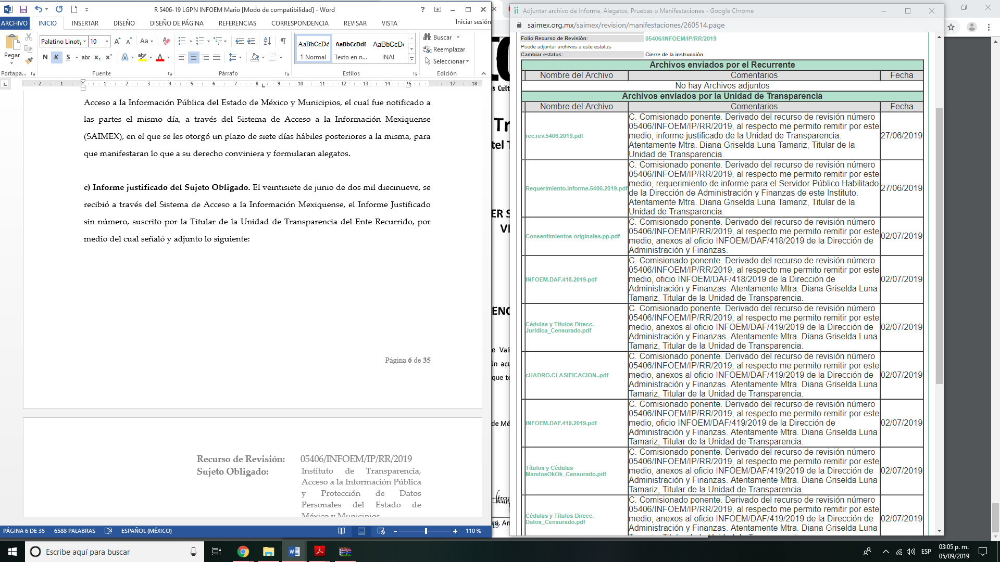 R 5406-19 LGPN INFOEM Mario [Modo de compatibilidad] - Word
ARCHIVO INICIO INSERTAR DISEÑO DISEÑO DE PÁGINA REFERENCIAS CORRESPONDENCIA REVISAR VISTA Iniciar sesión
Pegar
Palatino Linoty 10
N K S abc
AaBbCcDd AaBbCcDdE AaBbCcD
¶ Normal Texto en n... INAI
Buscar
Reemplazar
Seleccionar
Portapa... Fuente Párrafo Estilos Edición
2 1 1 2 3 4 5 6 7 8 9 10 11 12 13 14 15 17 18
Acceso a la Información Pública del Estado de México y Municipios, el cual fue notificado a
las partes el mismo día, a través del Sistema de Acceso a la Información Mexiquense
(SAIMEX), en el que se les otorgó un plazo de siete días hábiles posteriores a la misma, para
que manifestaran lo que a su derecho conviniera y formularan alegatos.
c) Informe justificado del Sujeto Obligado. El veintisiete de junio de dos mil diecinueve, se
recibió a través del Sistema de Acceso a la Información Mexiquense, el Informe Justificado
sin número, suscrito por la Titular de la Unidad de Transparencia del Ente Recurrido, por
medio del cual señaló y adjunto lo siguiente:
Página 6 de 35
Recurso de Revisión: 05406/INFOEM/IP/RR/2019
Sujeto Obligado: Instituto de Transparencia,
Acceso a la Información Pública
y Protección de Datos
Personales del Estado de
México y Municipios
PÁGINA 6 DE 35 6588 PALABRAS ESPAÑOL (MÉXICO) 110 %
Adjuntar archivo de Informe, Alegatos, Pruebas o Manifestaciones - Google Chrome
saimex.org.mx/saimex/revision/manifestaciones/260514.page
Folio Recurso de Revisión: 05406/INFOEM/IP/RR/2019
Puede adjuntar archivos a este estatus
Cambiar estatus: Cierre de la instrucción
Archivos enviados por el Recurrente
Nombre del Archivo Comentarios Fecha
No hay Archivos adjuntos
Archivos enviados por la Unidad de Transparencia
Nombre del Archivo Comentarios Fecha
rec.rev.5406.2019.pdf
C. Comisionado ponente. Derivado del recurso de revisión número
05406/INFOEM/IP/RR/2019, al respecto me permito remitir por este
medio, informe justificado de la Unidad de Transparencia.
Atentamente Mtra. Diana Griselda Luna Tamariz, Titular de la
Unidad de Transparencia.
27/06/2019
Requerimiento.informe.5406.2019.pdf
C. Comisionado ponente. Derivado del recurso de revisión número
05406/INFOEM/IP/RR/2019, al respecto me permito remitir por este
medio, requerimiento de informe para el Servidor Público Habilitado
de la Dirección de Administración y Finanzas de este Instituto.
Atentamente Mtra. Diana Griselda Luna Tamariz, Titular de la
Unidad de Transparencia.
27/06/2019
Consentimientos originales.pp.pdf
C. Comisionado ponente. Derivado del recurso de revisión número
05406/INFOEM/IP/RR/2019, al respecto me permito remitir por este
medio, anexos al oficio INFOEM/DAF/418/2019 de la Dirección de
Administración y Finanzas.
02/07/2019
INFOEM.DAF.418.2019.pdf
C. Comisionado ponente. Derivado del recurso de revisión número
05406/INFOEM/IP/RR/2019, al respecto me permito remitir por este
medio, oficio INFOEM/DAF/418/2019 de la Dirección de
Administración y Finanzas. Atentamente Mtra. Diana Griselda Luna
Tamariz, Titular de la Unidad de Transparencia.
02/07/2019
Cédulas y Títulos Direcc.
Jurídica_Censurado.pdf
C. Comisionado ponente. Derivado del recurso de revisión número
05406/INFOEM/IP/RR/2019, al respecto me permito remitir por este
medio, anexos al oficio INFOEM/DAF/419/2019 de la Dirección de
Administración y Finanzas. Atentamente Mtra. Diana Griselda Luna
Tamariz, Titular de la Unidad de Transparencia.
02/07/2019
cUADRO.CLASIFICACION..pdf
C. Comisionado ponente. Derivado del recurso de revisión número
05406/INFOEM/IP/RR/2019, al respecto me permito remitir por este
medio, anexos al oficio INFOEM/DAF/419/2019 de la Dirección de
Administración y Finanzas. Atentamente Mtra. Diana Griselda Luna
Tamariz, Titular de la Unidad de Transparencia.
02/07/2019
INFOEM.DAF.419.2019.pdf
C. Comisionado ponente. Derivado del recurso de revisión número
05406/INFOEM/IP/RR/2019, al respecto me permito remitir por este
medio, oficio INFOEM/DAF/419/2019 de la Dirección de
Administración y Finanzas. Atentamente Mtra. Diana Griselda Luna
Tamariz, Titular de la Unidad de Transparencia.
02/07/2019
Títulos y Cédulas
MandosOkOk_Censurado.pdf
C. Comisionado ponente. Derivado del recurso de revisión número
05406/INFOEM/IP/RR/2019, al respecto me permito remitir por este
medio, anexos al oficio INFOEM/DAF/419/2019 de la Dirección de
Administración y Finanzas. Atentamente Mtra. Diana Griselda Luna
Tamariz, Titular de la Unidad de Transparencia.
02/07/2019
Cédulas y Títulos Direcc.
Datos_Censurado.pdf
C. Comisionado ponente. Derivado del recurso de revisión número
05406/INFOEM/IP/RR/2019, al respecto me permito remitir por este
medio, anexos al oficio INFOEM/DAF/419/2019 de la Dirección de
Administración y Finanzas. Atentamente Mtra. Diana Griselda Luna
02/07/2019
Escribe aquí para buscar
ESP
03:05 p. m.
05/09/2019